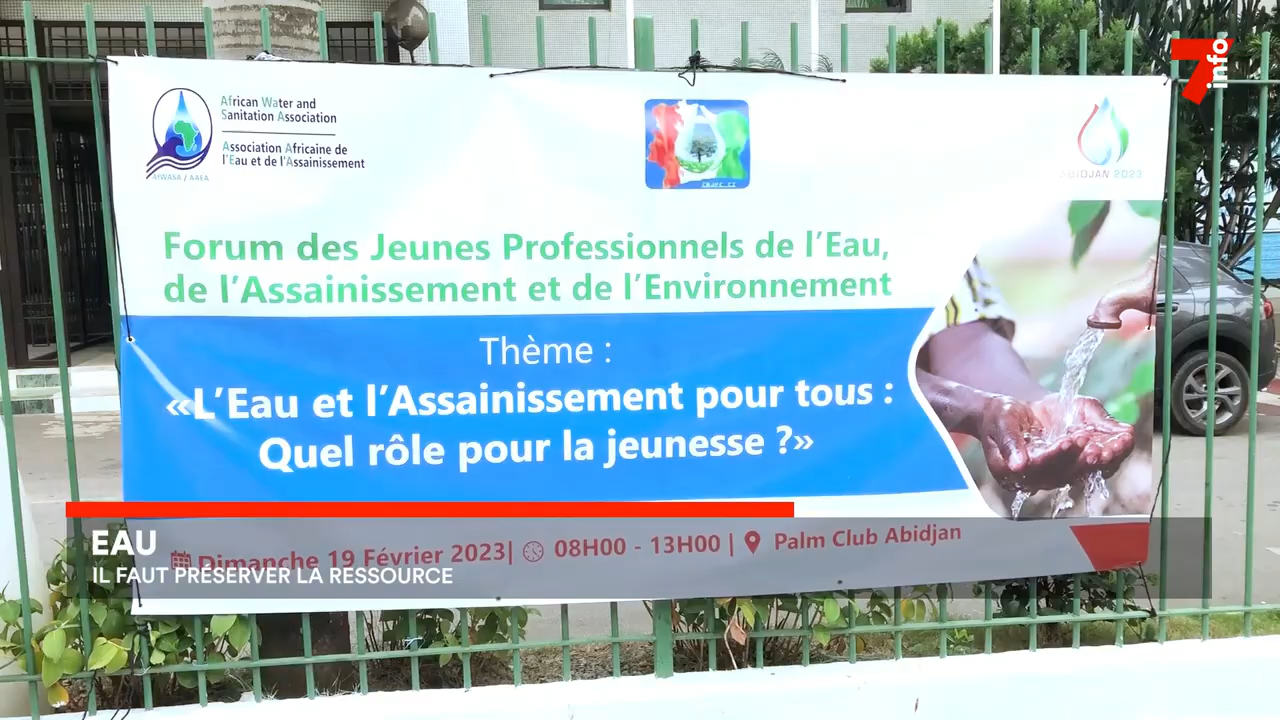 7 info
African Water and
Sanitation Association
Association Africaine de
l'Eau et de l'Assainissement
AfWASA / AAEA
ABIDJAN 2023
Forum des Jeunes Professionnels de l'Eau,
de l'Assainissement et de l'Environnement
Thème :
«L'Eau et l'Assainissement pour tous :
Quel rôle pour la jeunesse ?»
Dimanche 19 Février 2023| 08H00 - 13H00 | Palm Club Abidjan
EAU
IL FAUT PRÉSERVER LA RESSOURCE